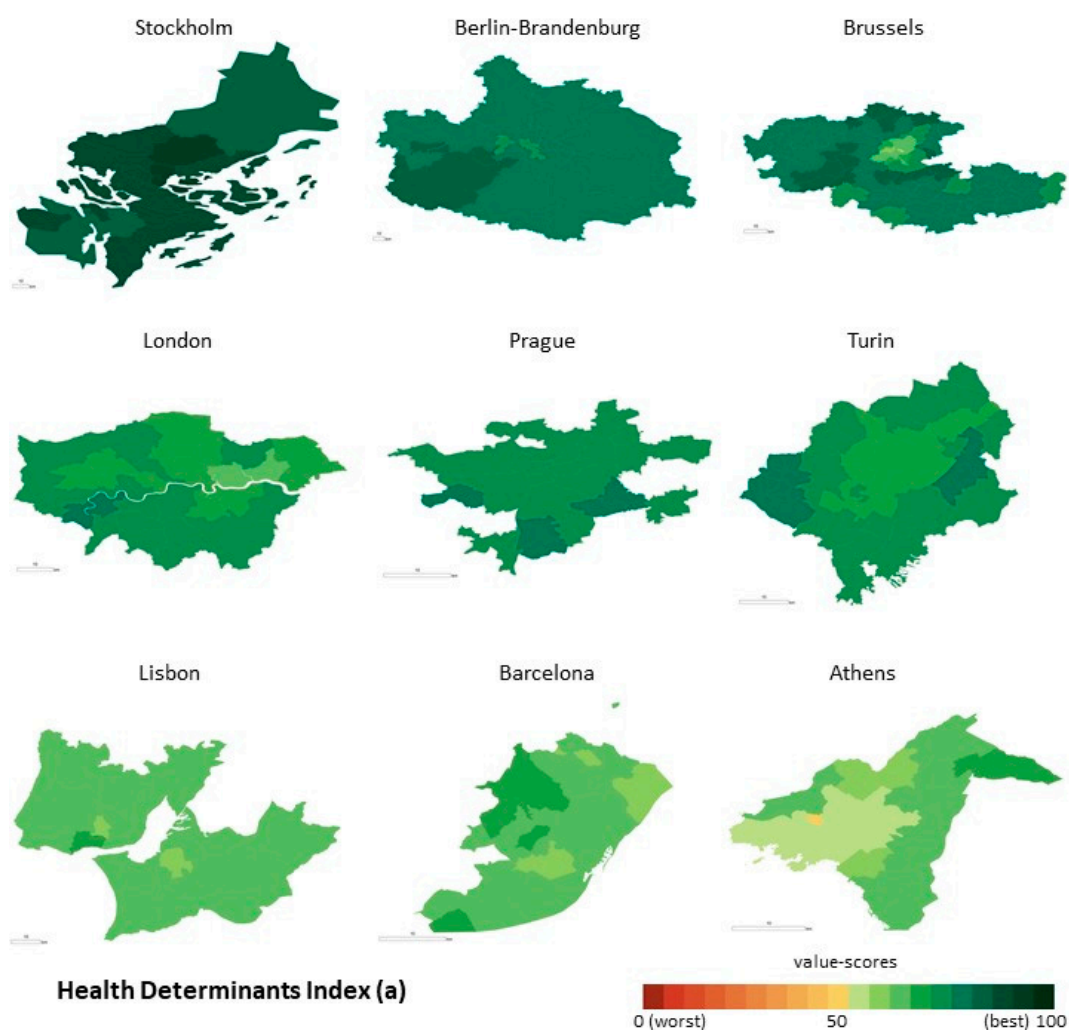 Stockholm
Berlin-Brandenburg
Brussels
London
Prague
Turin
Lisbon
Barcelona
Athens
Health Determinants Index (a)
value-scores
0 (worst) 50 (best) 100